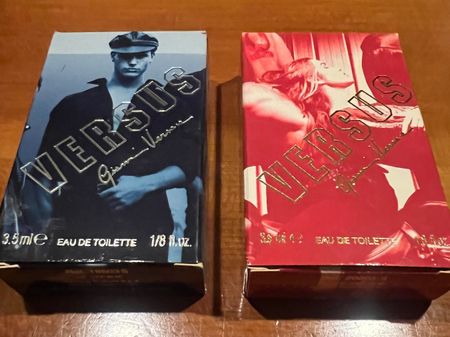 VERSUS
Gianni Versace
3.5 ml e EAU DE TOILETTE 1/8 fl.oz.
VERSUS
Gianni Versace
EAU DE TOILETTE